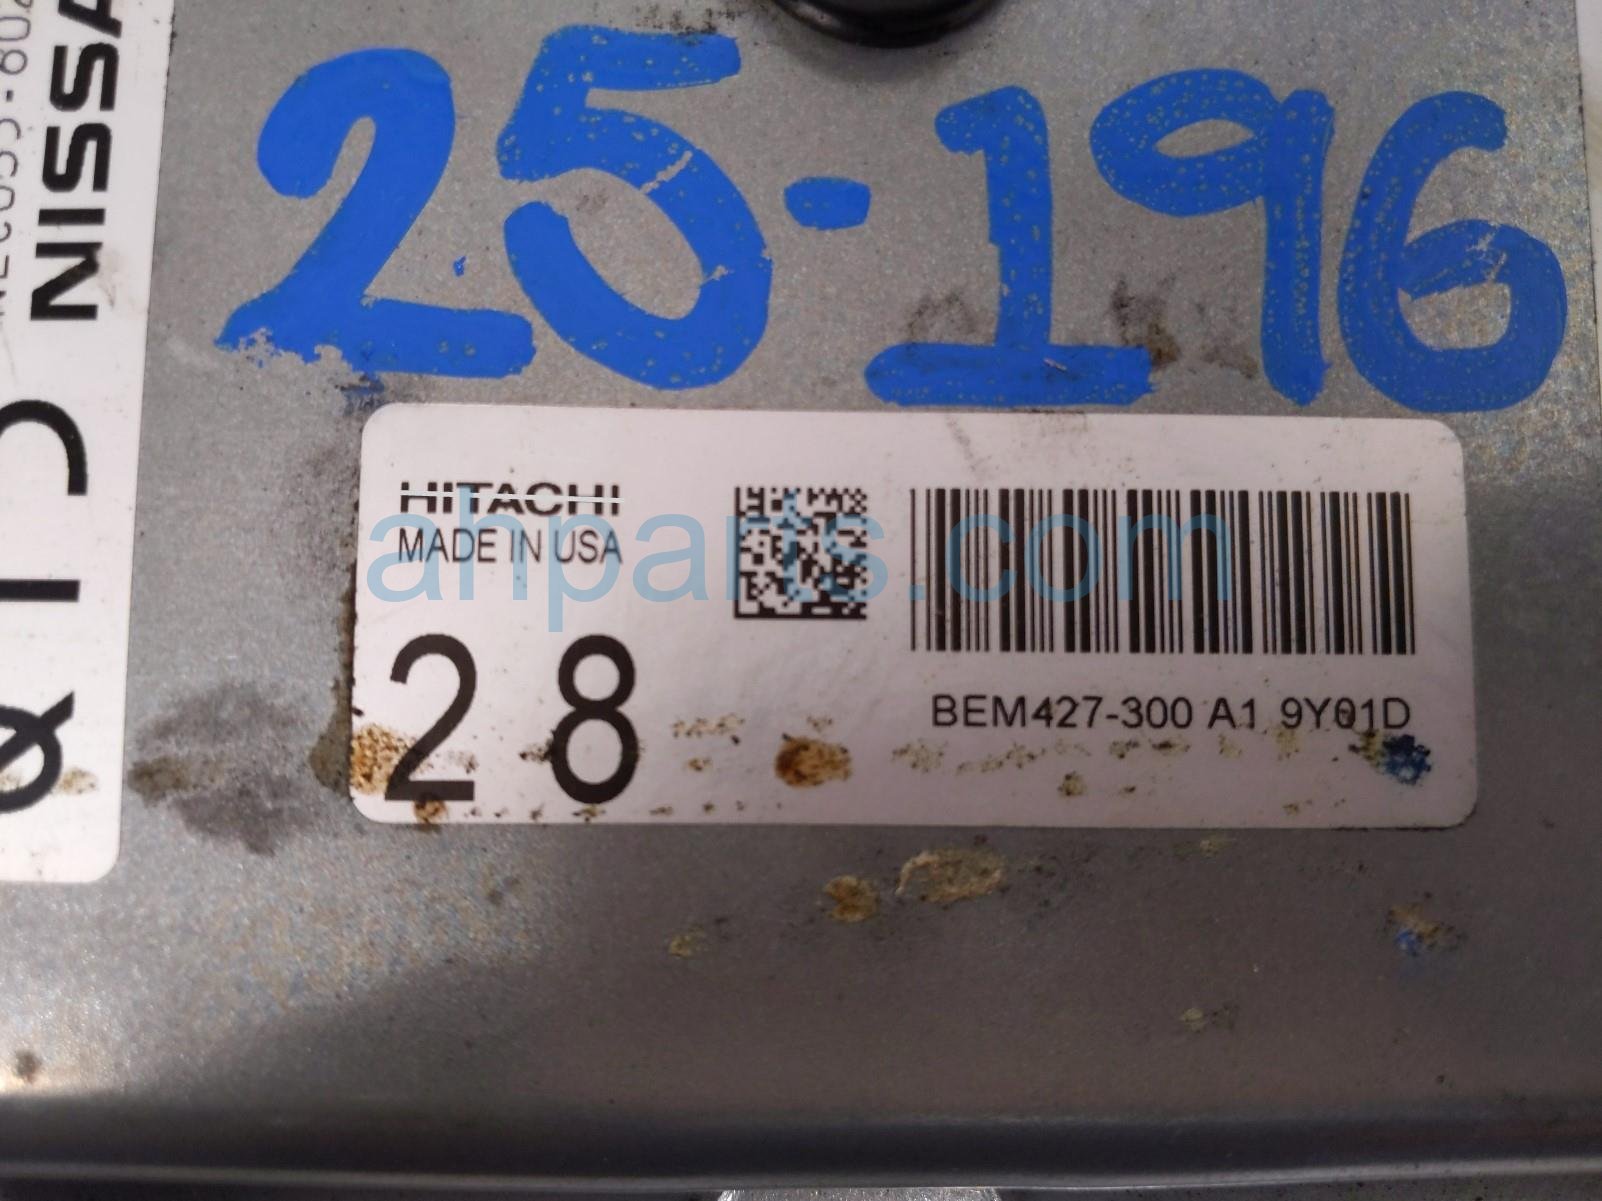 25-196
NISSA
HITACHI
MADE IN USA
28
BEM427-300 A1 9Y01D
ahparts.com